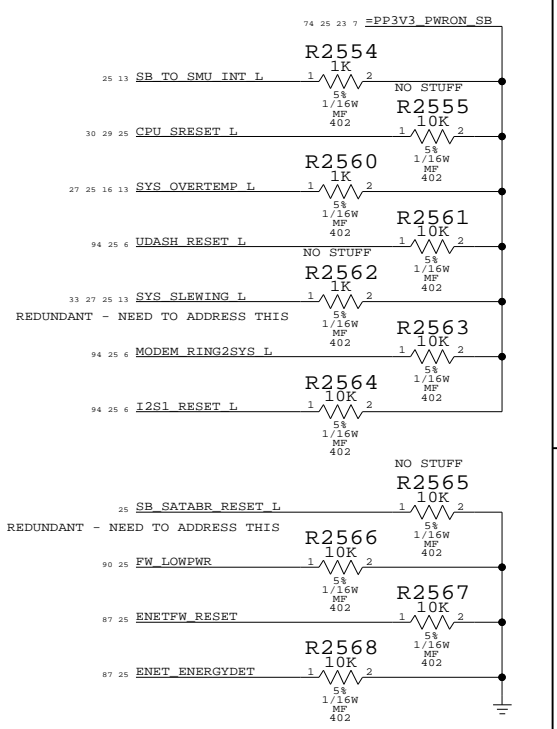 74 25 23 7 =PP3V3_PWRON_SB
R2554
1K
25 13 SB_TO_SMU_INT_L 1 2
5%
1/16W
MF
402
NO STUFF
R2555
10K
30 29 25 CPU_SRESET_L 1 2
5%
1/16W
MF
402
R2560
1K
27 25 16 13 SYS_OVERTEMP_L 1 2
5%
1/16W
MF
402
R2561
10K
94 25 6 UDASH_RESET_L 1 2
5%
1/16W
MF
402
NO STUFF
R2562
1K
33 27 25 13 SYS_SLEWING_L 1 2
REDUNDANT - NEED TO ADDRESS THIS
5%
1/16W
MF
402
R2563
10K
94 25 6 MODEM_RING2SYS_L 1 2
5%
1/16W
MF
402
R2564
10K
94 25 6 I2S1_RESET_L 1 2
5%
1/16W
MF
402
NO STUFF
R2565
10K
25 SB_SATABR_RESET_L 1 2
REDUNDANT - NEED TO ADDRESS THIS
5%
1/16W
MF
402
R2566
10K
90 25 FW_LOWPWR 1 2
5%
1/16W
MF
402
R2567
10K
87 25 ENETFW_RESET 1 2
5%
1/16W
MF
402
R2568
10K
87 25 ENET_ENERGYDET 1 2
5%
1/16W
MF
402